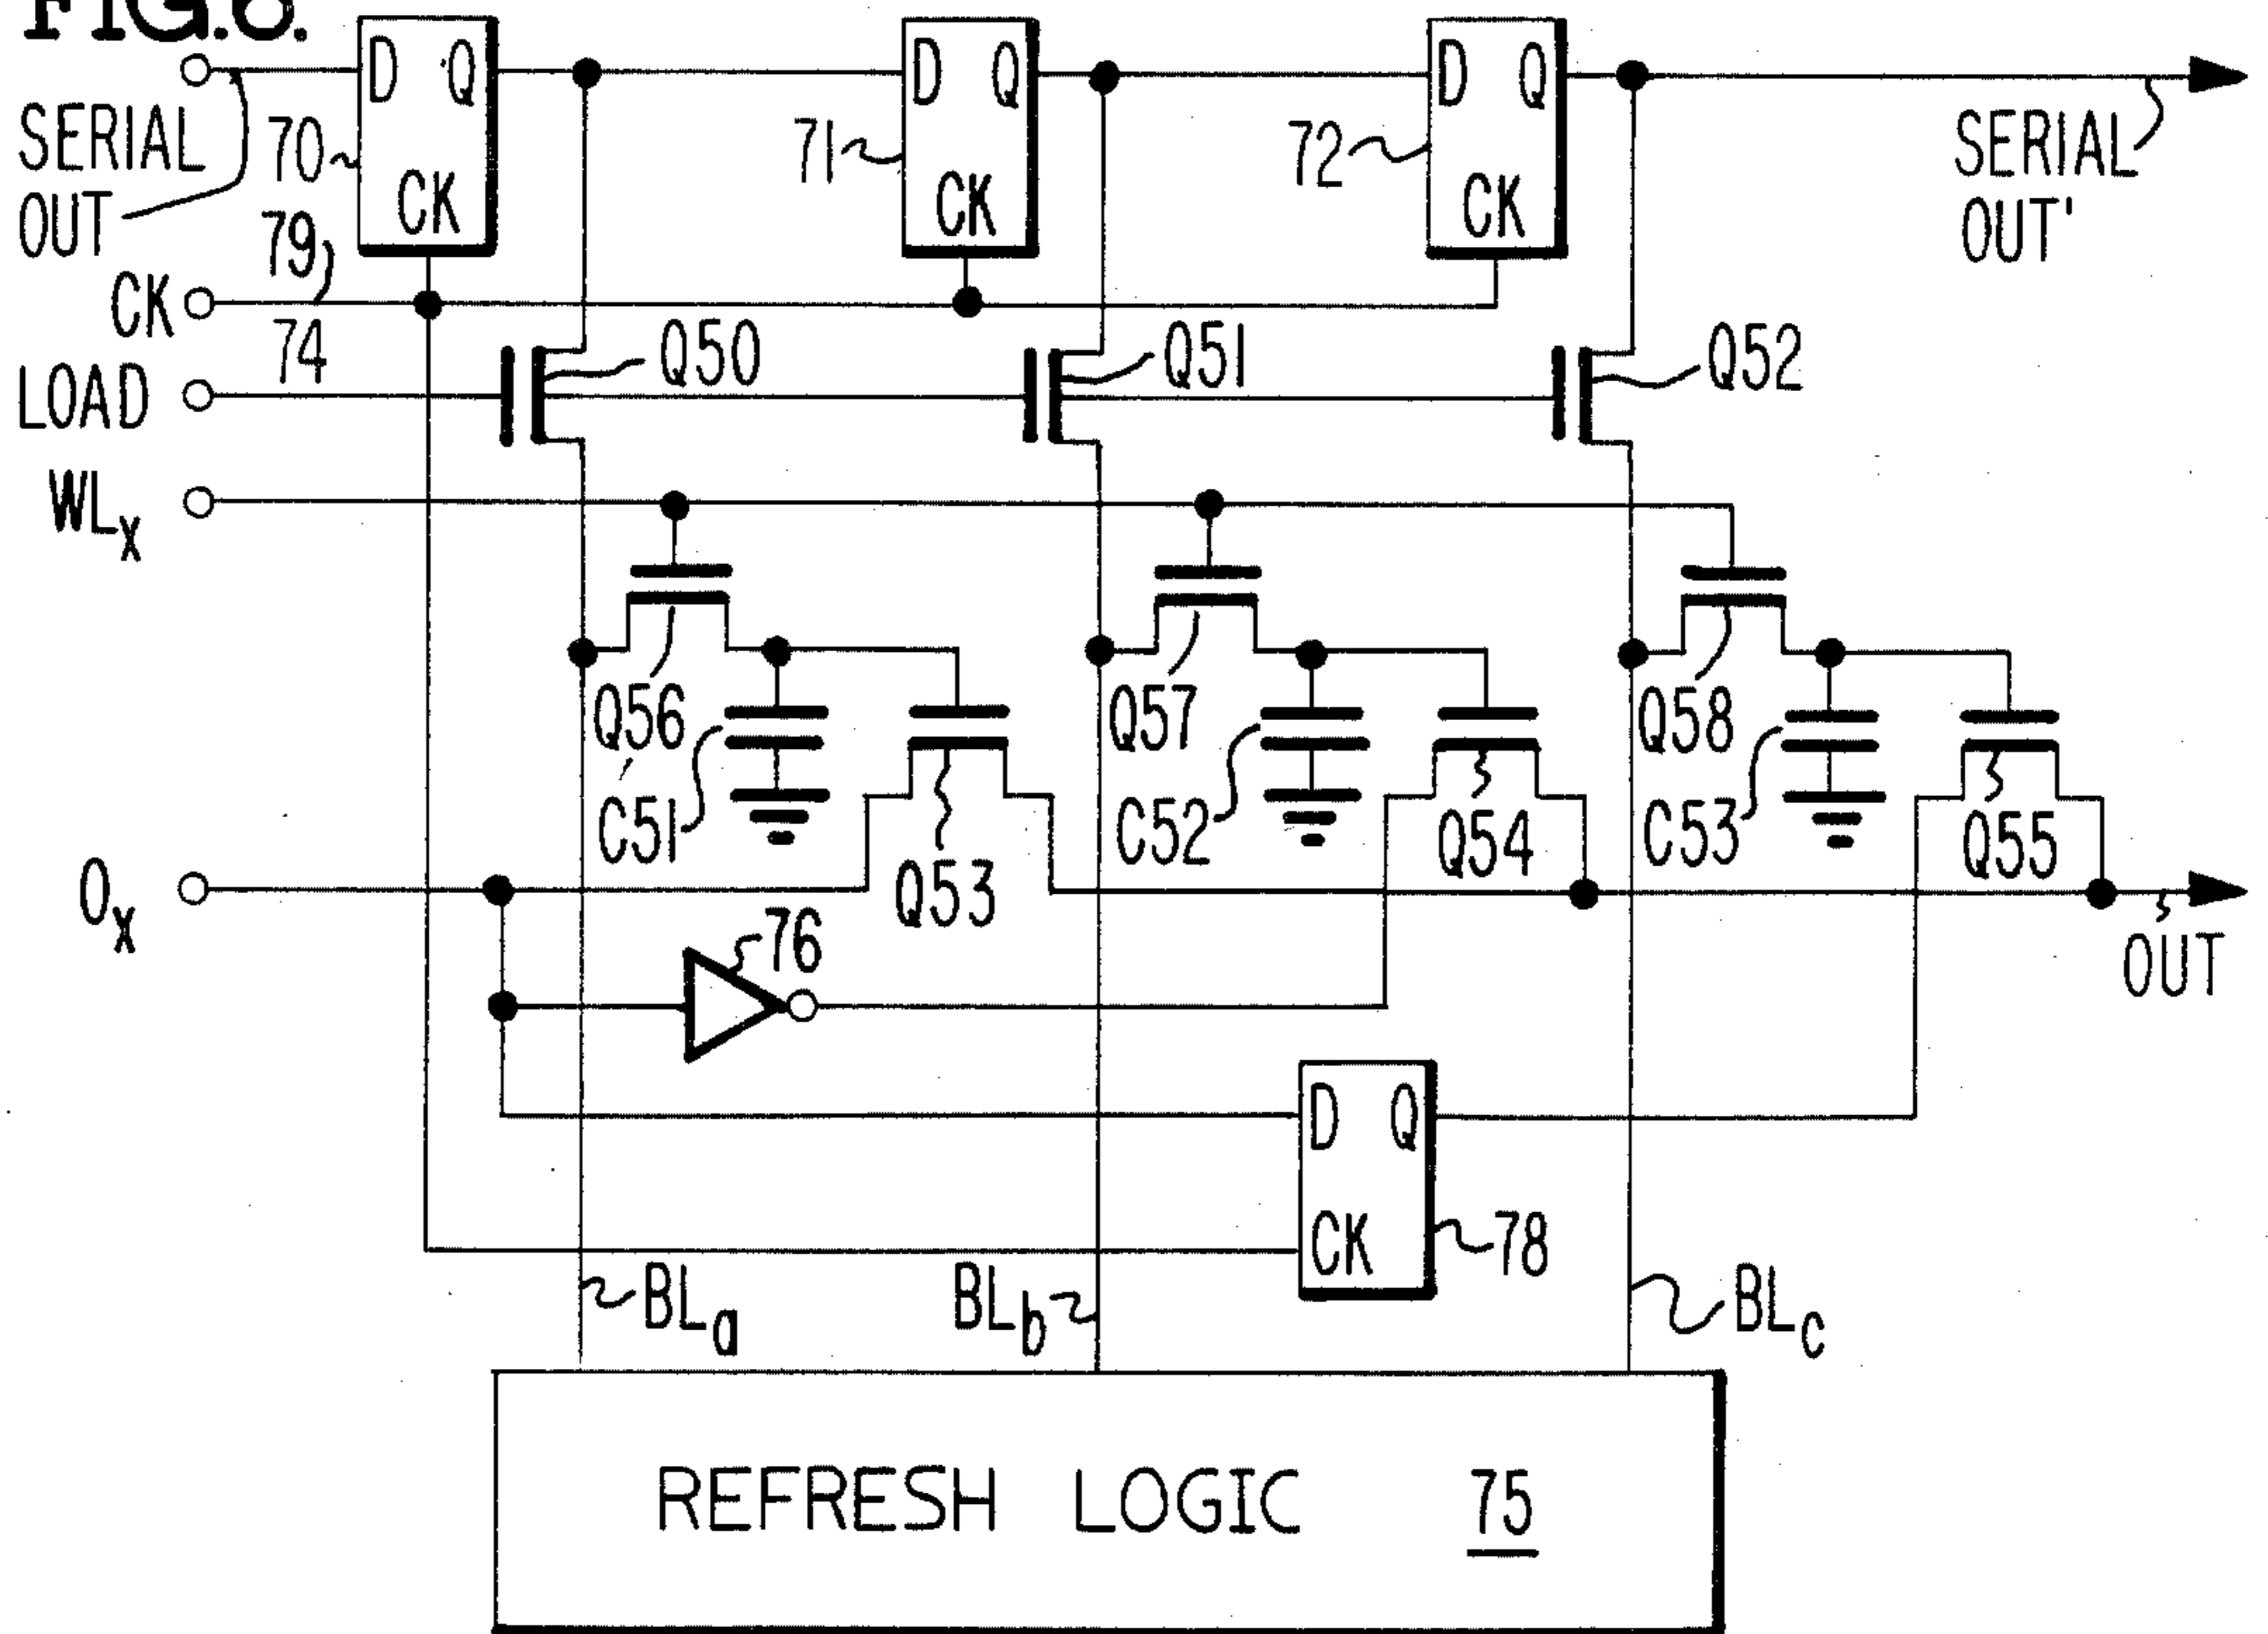 FIG.6.
D Q
D Q
D Q
SERIAL
OUT
70
CK
71
CK
72
CK
SERIAL
OUT'
79
CK
74
LOAD
Q50
Q51
Q52
WLx
Q56
Q57
Q58
C51
Q53
C52
Q54
C53
Q55
Ox
76
OUT
D Q
CK
78
BLa
BLb
BLc
REFRESH LOGIC 75